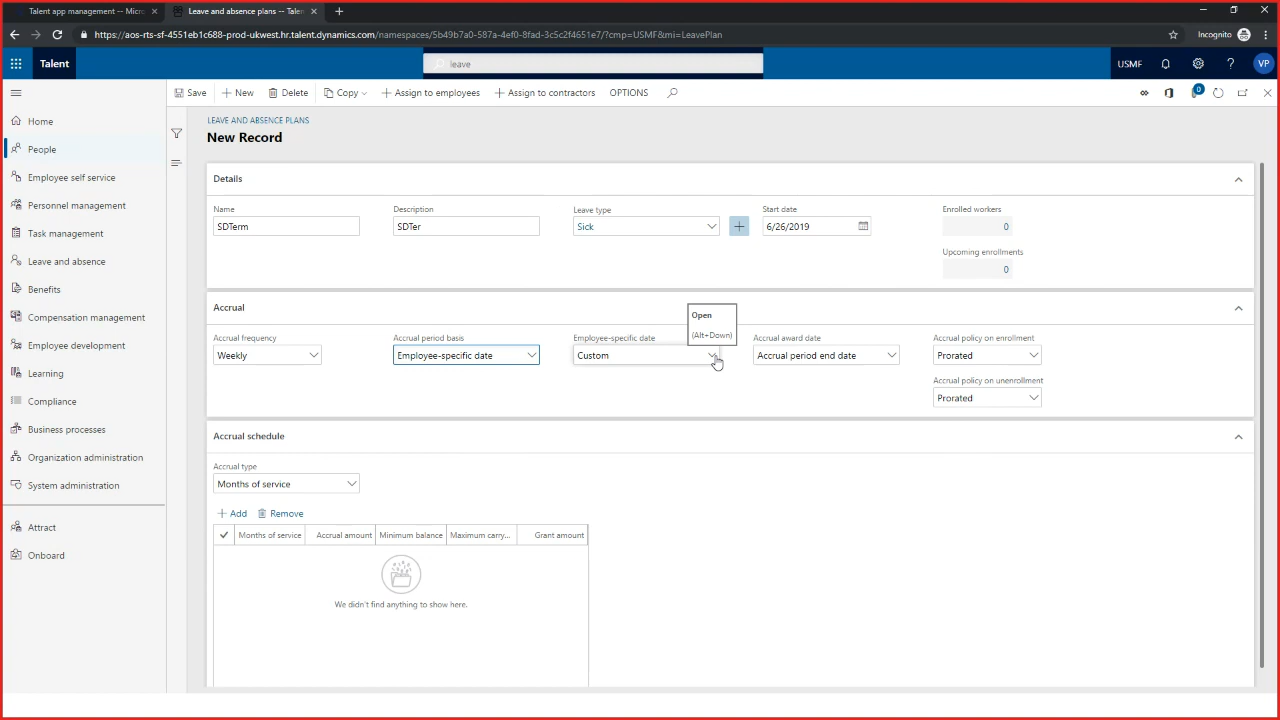 Talent app management -- Micro
Leave and absence plans -- Talen
https://aos-rts-sf-4551eb1c688-prod-ukwest.hr.talent.dynamics.com/namespaces/5b49b7a0-587a-4ef0-8fad-3c5c2f4651e7/?cmp=USMF&mi=LeavePlan
Incognito
Talent
leave
USMF
?
VP
Save
New
Delete
Copy
Assign to employees
Assign to contractors
OPTIONS
0
Home
People
Employee self service
Personnel management
Task management
Leave and absence
Benefits
Compensation management
Employee development
Learning
Compliance
Business processes
Organization administration
System administration
Attract
Onboard
LEAVE AND ABSENCE PLANS
New Record
Details
Name
Description
Leave type
Start date
Enrolled workers
SDTerm
SDTer
Sick
6/26/2019
0
Upcoming enrollments
0
Accrual
Open
(Alt+Down)
Accrual frequency
Accrual period basis
Employee-specific date
Accrual award date
Accrual policy on enrollment
Weekly
Employee-specific date
Custom
Accrual period end date
Prorated
Accrual policy on unenrollment
Prorated
Accrual schedule
Accrual type
Months of service
Add
Remove
Months of service
Accrual amount
Minimum balance
Maximum carry...
Grant amount
We didn't find anything to show here.